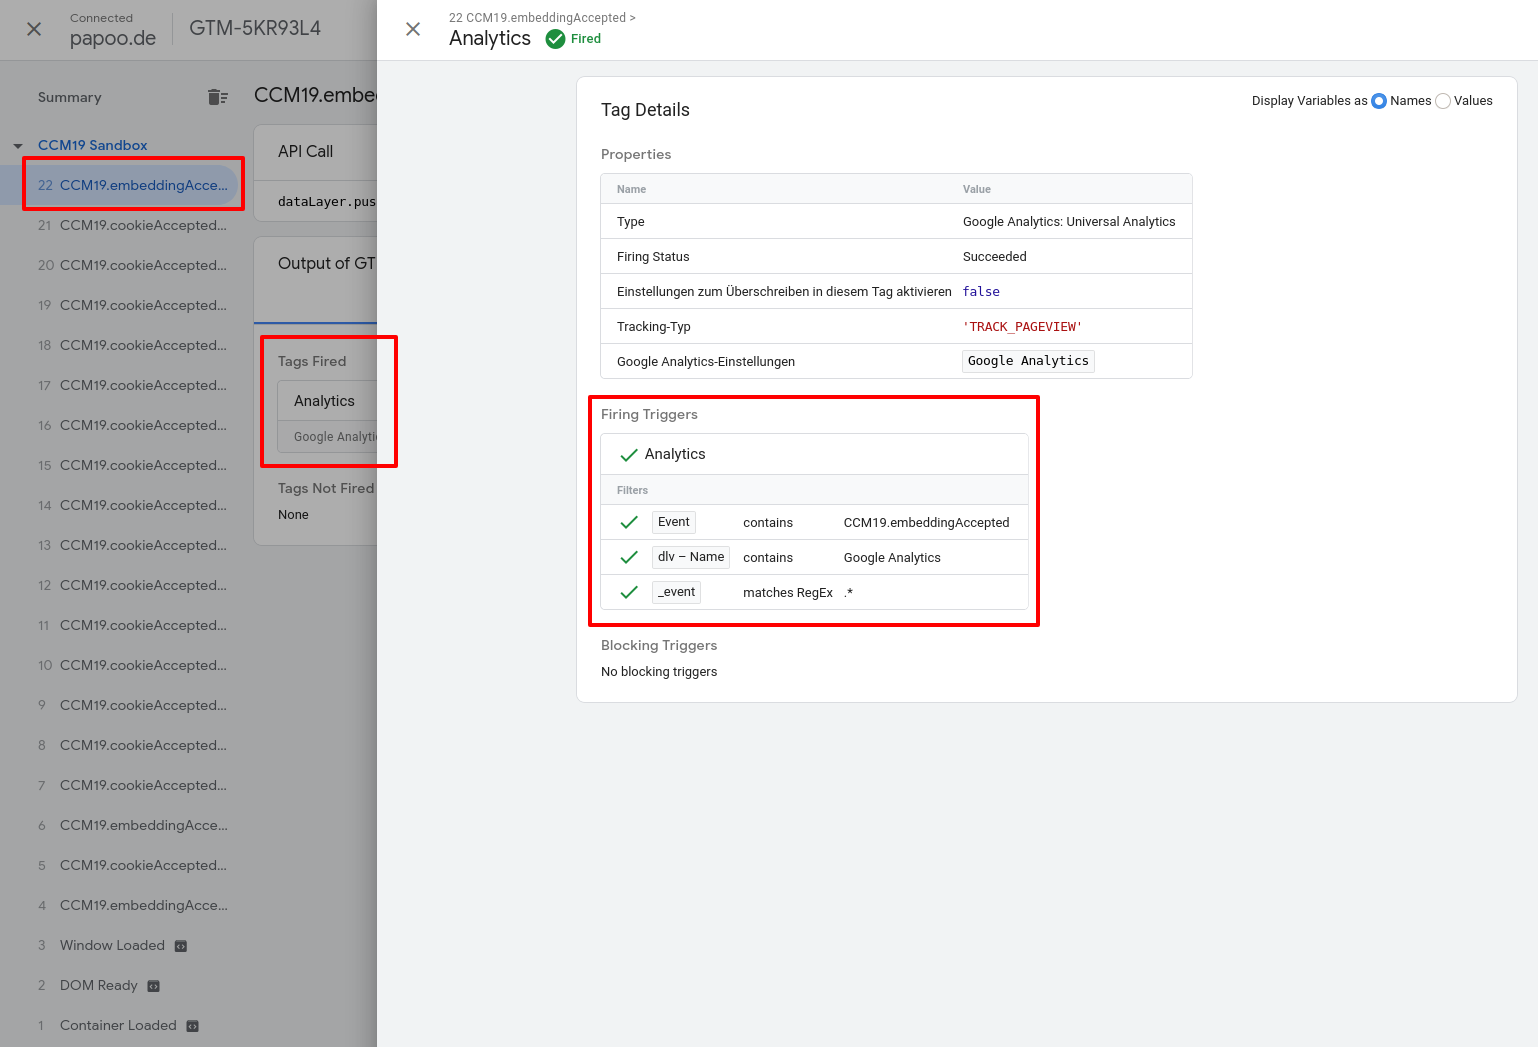 Connected
papoo.de
GTM-5KR93L4
Summary
CCM19 Sandbox
22 CCM19.embeddingAcce...
21 CCM19.cookieAccepted...
20 CCM19.cookieAccepted...
19 CCM19.cookieAccepted...
18 CCM19.cookieAccepted...
17 CCM19.cookieAccepted...
16 CCM19.cookieAccepted...
15 CCM19.cookieAccepted...
14 CCM19.cookieAccepted...
13 CCM19.cookieAccepted...
12 CCM19.cookieAccepted...
11 CCM19.cookieAccepted...
10 CCM19.cookieAccepted...
9 CCM19.cookieAccepted...
8 CCM19.cookieAccepted...
7 CCM19.cookieAccepted...
6 CCM19.embeddingAcce...
5 CCM19.cookieAccepted...
4 CCM19.embeddingAcce...
3 Window Loaded
2 DOM Ready
1 Container Loaded
CCM19.embe
API Call
dataLayer.pus
Output of GT
Tags Fired
Analytics
Google Analytic
Tags Not Fired
None
22 CCM19.embeddingAccepted >
Analytics Fired
Tag Details
Display Variables as Names Values
Properties
Name Value
Type Google Analytics: Universal Analytics
Firing Status Succeeded
Einstellungen zum Überschreiben in diesem Tag aktivieren false
Tracking-Typ 'TRACK_PAGEVIEW'
Google Analytics-Einstellungen Google Analytics
Firing Triggers
Analytics
Filters
Event contains CCM19.embeddingAccepted
dlv – Name contains Google Analytics
_event matches RegEx .*
Blocking Triggers
No blocking triggers